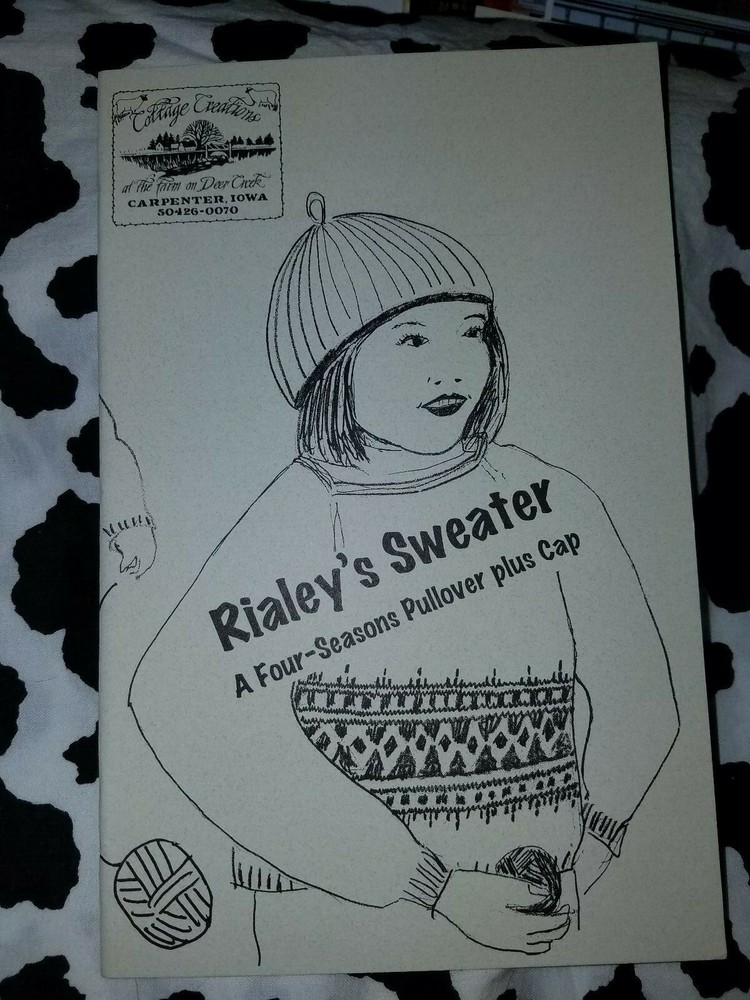 Cottage Creations
at the farm on Deer Creek
CARPENTER, IOWA
50426-0070
Rialey's Sweater
A Four-Seasons Pullover plus Cap